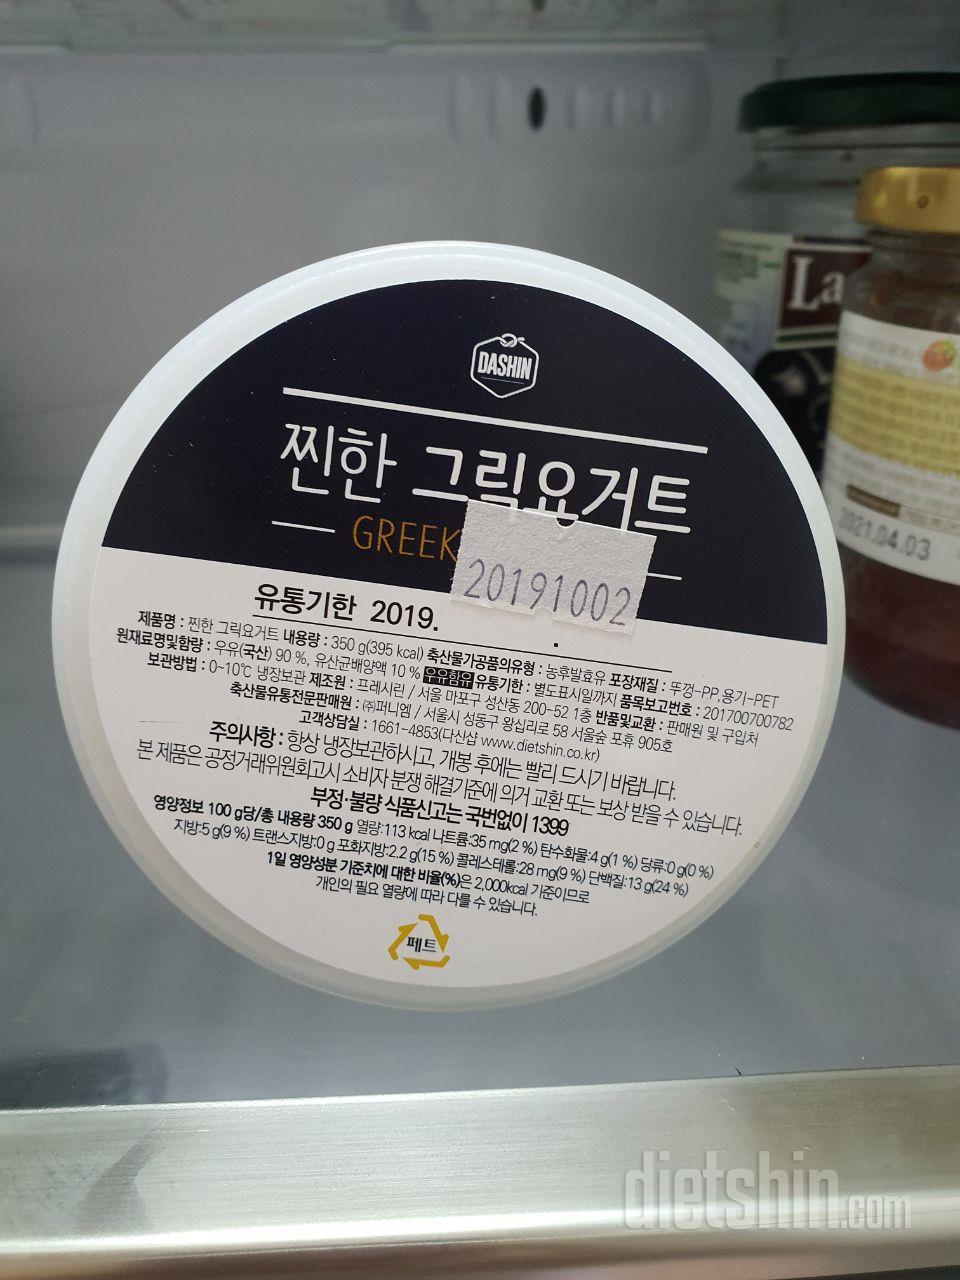 DASHIN
찐한 그릭요거트
GREEK
20191002
유통기한 2019.
제품명 : 찐한 그릭요거트 내용량 : 350 g(395 kcal) 축산물가공품의유형 : 농후발효유 포장재질 : 뚜껑-PP, 용기-PET
원재료명및함량 : 우유(국산) 90 %, 유산균배양액 10 % 우유함유 유통기한 : 별도표시일까지 품목보고번호 : 201700700782
보관방법 : 0~10℃ 냉장보관 제조원 : 프레시린 / 서울 마포구 성산동 200-52 1층 반품및교환 : 판매원 및 구입처
축산물유통전문판매원 : ㈜퍼니엠 / 서울시 성동구 왕십리로 58 서울숲 포휴 905호
고객상담실 : 1661-4853(다신샵 www.dietshin.co.kr)
주의사항 : 항상 냉장보관하시고, 개봉 후에는 빨리 드시기 바랍니다.
본 제품은 공정거래위원회고시 소비자 분쟁 해결기준에 의거 교환 또는 보상 받을 수 있습니다.
부정·불량 식품신고는 국번없이 1399
영양정보 100 g당/총 내용량 350 g 열량:113 kcal 나트륨:35 mg(2 %) 탄수화물:4 g(1 %) 당류:0 g(0 %)
지방:5 g(9 %) 트랜스지방:0 g 포화지방:2.2 g(15 %) 콜레스테롤:28 mg(9 %) 단백질:13 g(24 %)
1일 영양성분 기준치에 대한 비율(%)은 2,000kcal 기준이므로
개인의 필요 열량에 따라 다를 수 있습니다.
페트
La
2021.04.03
dietshin.com